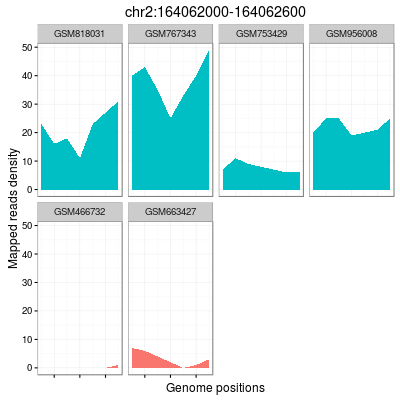 chr2:164062000-164062600
GSM818031 GSM767343 GSM753429 GSM956008
50
40
30
20
10
0
GSM466732 GSM663427
50
40
30
20
10
0
Mapped reads density
Genome positions